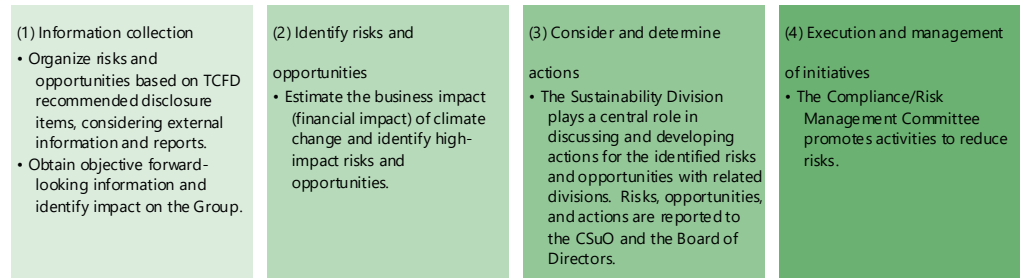 (1) Information collection
• Organize risks and
opportunities based on TCFD
recommended disclosure
items, considering external
information and reports.
• Obtain objective forward-
looking information and
identify impact on the Group.
(2) Identify risks and
opportunities
• Estimate the business impact
(financial impact) of climate
change and identify high-
impact risks and
opportunities.
(3) Consider and determine
actions
• The Sustainability Division
plays a central role in
discussing and developing
actions for the identified risks
and opportunities with related
divisions. Risks, opportunities,
and actions are reported to
the CSuO and the Board of
Directors.
(4) Execution and management
of initiatives
• The Compliance/Risk
Management Committee
promotes activities to reduce
risks.